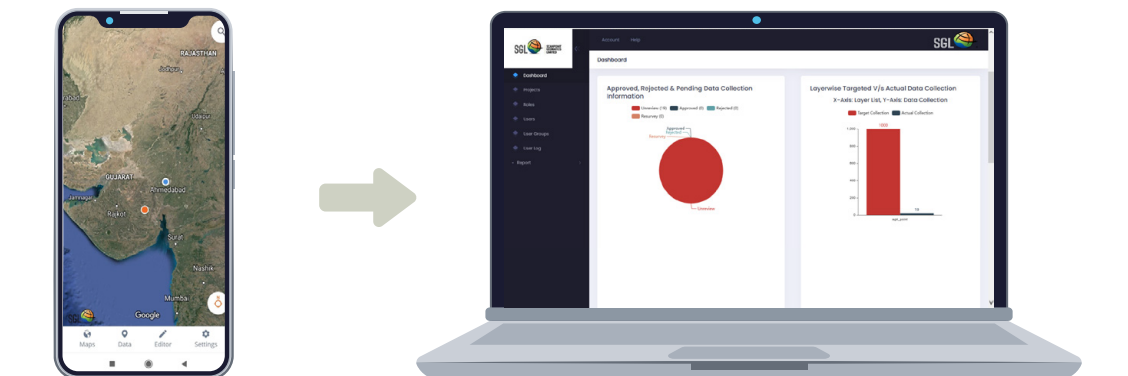 RAJASTHAN
Jodhpur
Udaipur
GUJARAT
Ahmedabad
Jamnagar
Rajkot
Surat
Nashik
Mumbai
SGL
Google
Maps Data Editor Settings
SGL
Account Help
SGL
Dashboard
Dashboard
Projects
Roles
Users
User Groups
User Log
Report
Approved, Rejected & Pending Data Collection
Information
Unreview (19) Approved (0) Rejected (0)
Resurvey (0)
Approved
Rejected
Resurvey
Unreview
Layerwise Targeted V/s Actual Data Collection
X-Axis: Layer List, Y-Axis: Data Collection
Target Collection Actual Collection
1000
1,000
800
600
400
200
0
19